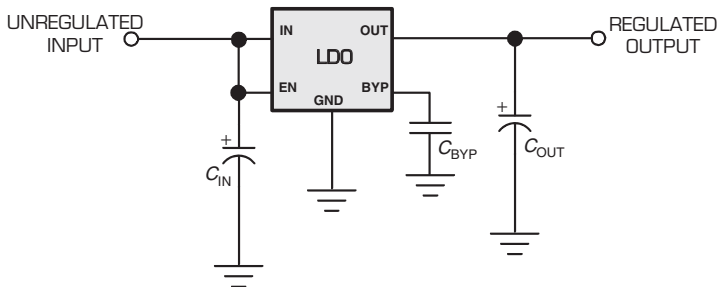 UNREGULATED
INPUT
IN
OUT
REGULATED
OUTPUT
LDO
EN
BYP
GND
+
C_IN
C_BYP
+
C_OUT